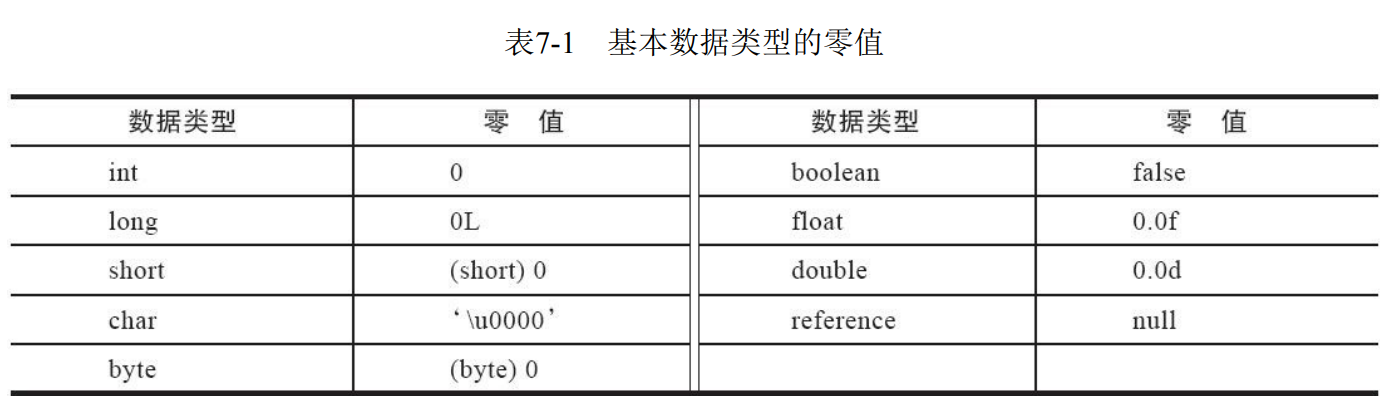 表7-1 基本数据类型的零值
数据类型 零 值 数据类型 零 值
int 0 boolean false
long 0L float 0.0f
short (short) 0 double 0.0d
char ‘\u0000’ reference null
byte (byte) 0